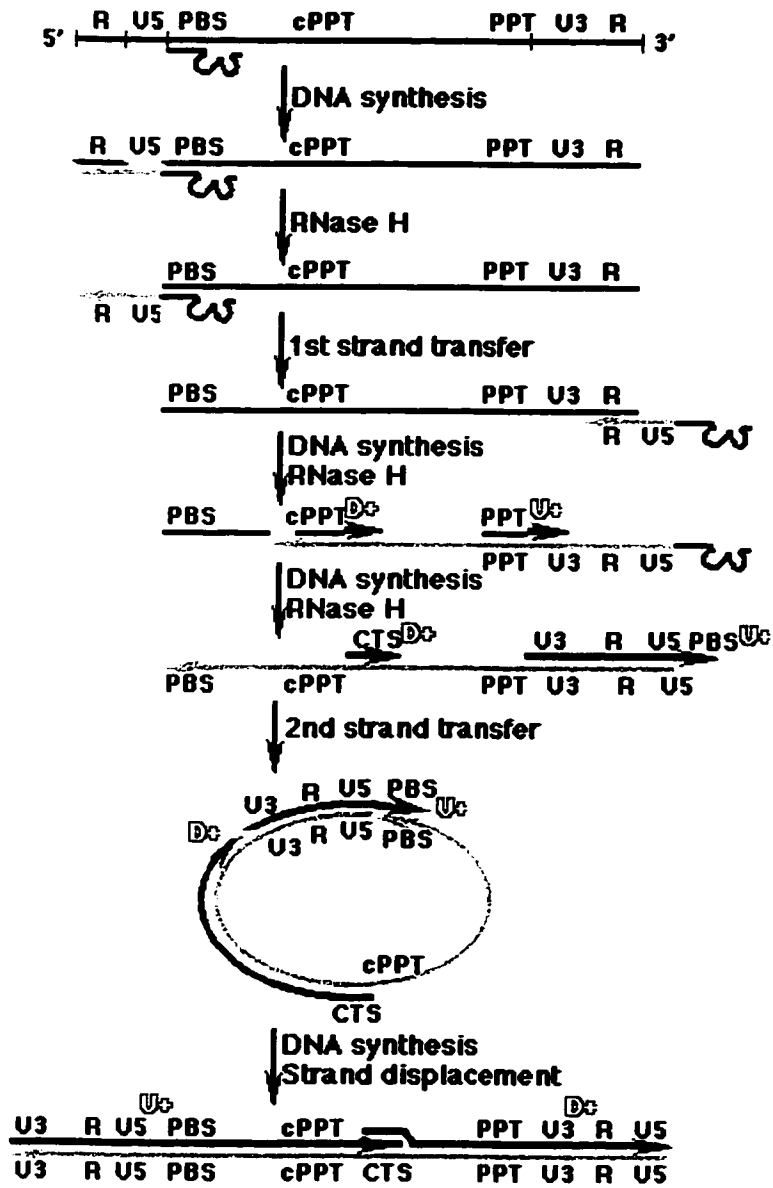 R U5 PBS cPPT PPT U3 R
5' 3'
DNA synthesis
R U5 PBS cPPT PPT U3 R
RNase H
PBS cPPT PPT U3 R
R U5
1st strand transfer
PBS cPPT PPT U3 R
R U5
DNA synthesis
RNase H
PBS cPPT D+ PPT U+
PPT U3 R U5
DNA synthesis
RNase H
CTS D+ U3 R U5 PBS U+
PBS cPPT PPT U3 R U5
2nd strand transfer
U3 R U5 PBS U+
D+ U3 R U5 PBS
cPPT
CTS
DNA synthesis
Strand displacement
U+ D+
U3 R U5 PBS cPPT PPT U3 R U5
U3 R U5 PBS cPPT CTS PPT U3 R U5